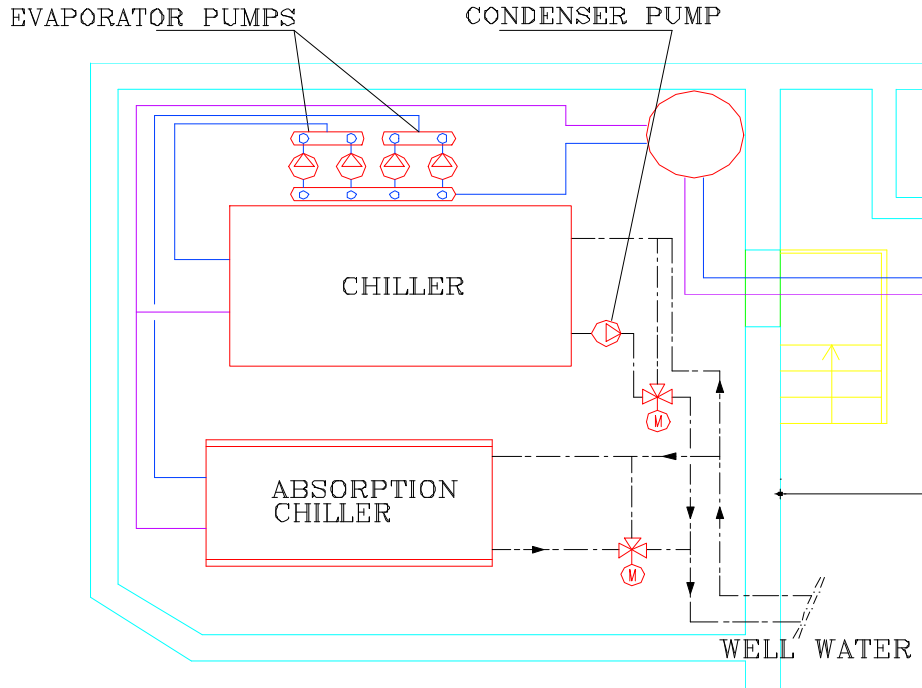 EVAPORATOR PUMPS
CONDENSER PUMP
CHILLER
M
ABSORPTION
CHILLER
M
WELL WATER